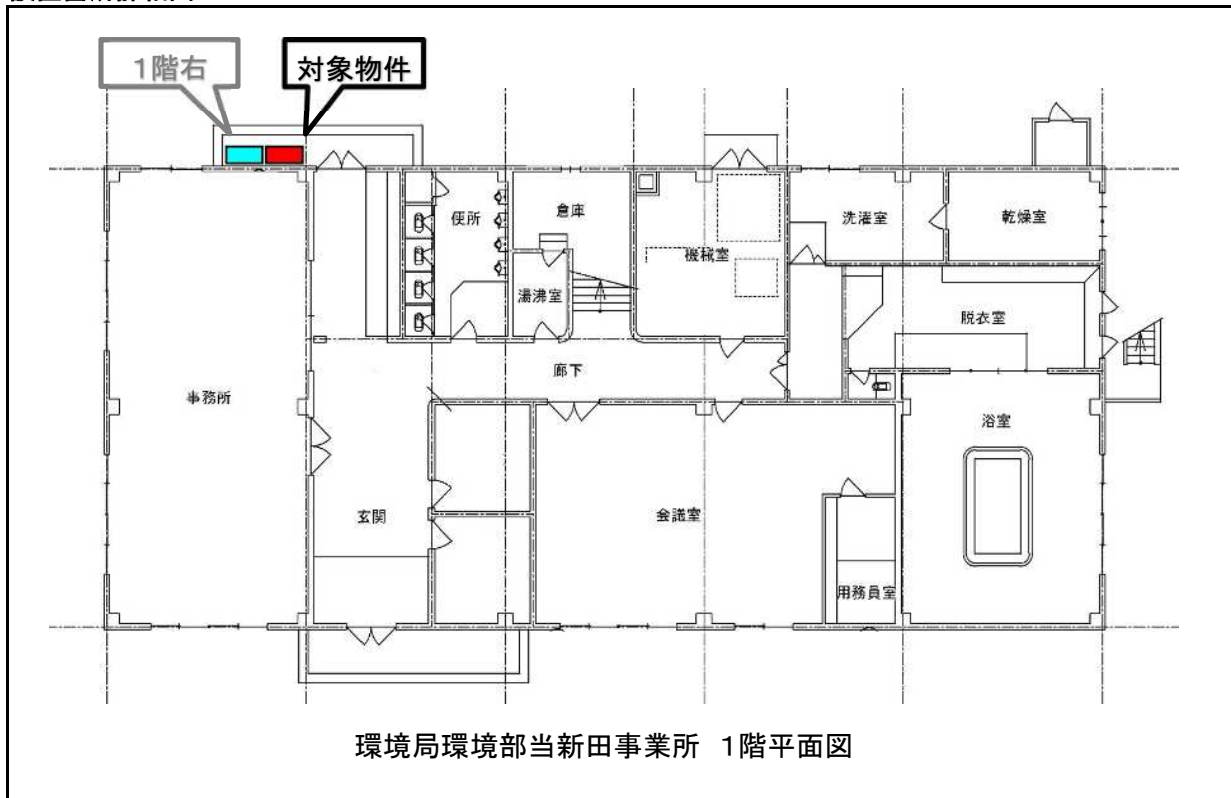 1階右
対象物件
便所
倉庫
機械室
洗濯室
乾燥室
湯沸室
脱衣室
廊下
事務所
浴室
玄関
会議室
用務員室
環境局環境部当新田事業所 1階平面図